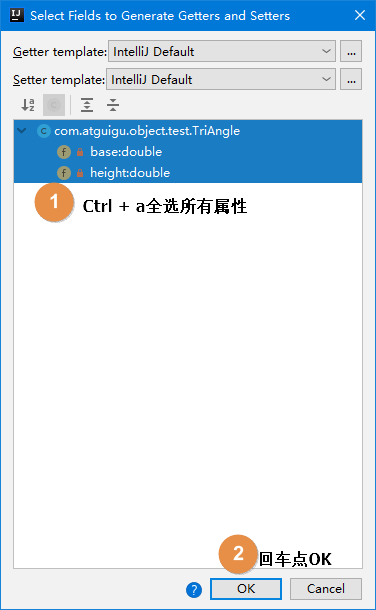 Select Fields to Generate Getters and Setters
Getter template: IntelliJ Default ...
Setter template: IntelliJ Default ...
com.atguigu.object.test.TriAngle
base:double
height:double
1 Ctrl + a全选所有属性
2 回车点OK
? OK Cancel